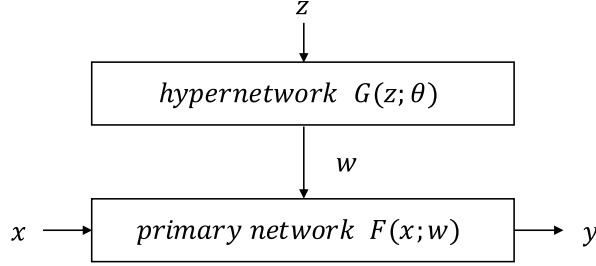 z
hypernetwork G(z; θ)
w
x
primary network F(x; w)
y